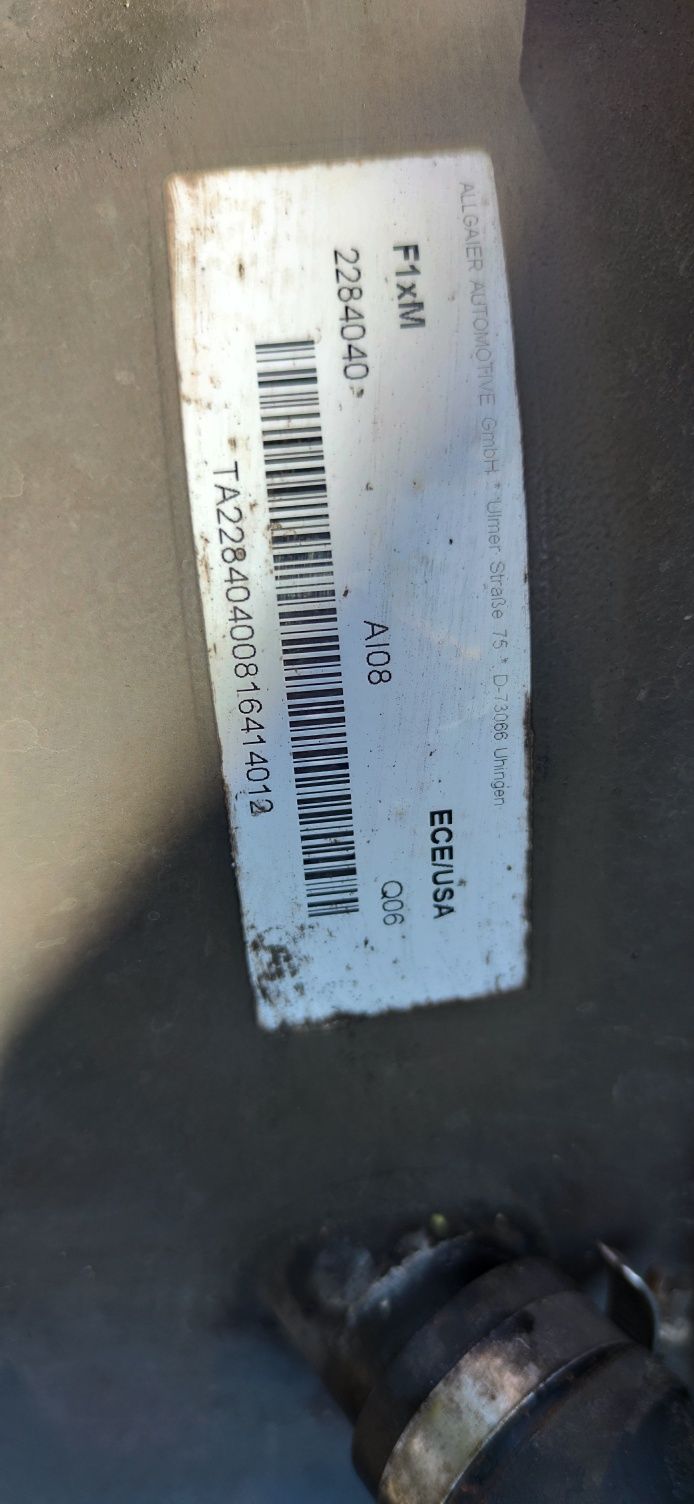 ALLGAIER AUTOMOTIVE GmbH * Ulmer Straße 75 * D-73066 Uhingen
F1xM ECE/USA
2284040 AI08 Q06
TA22840400816414012